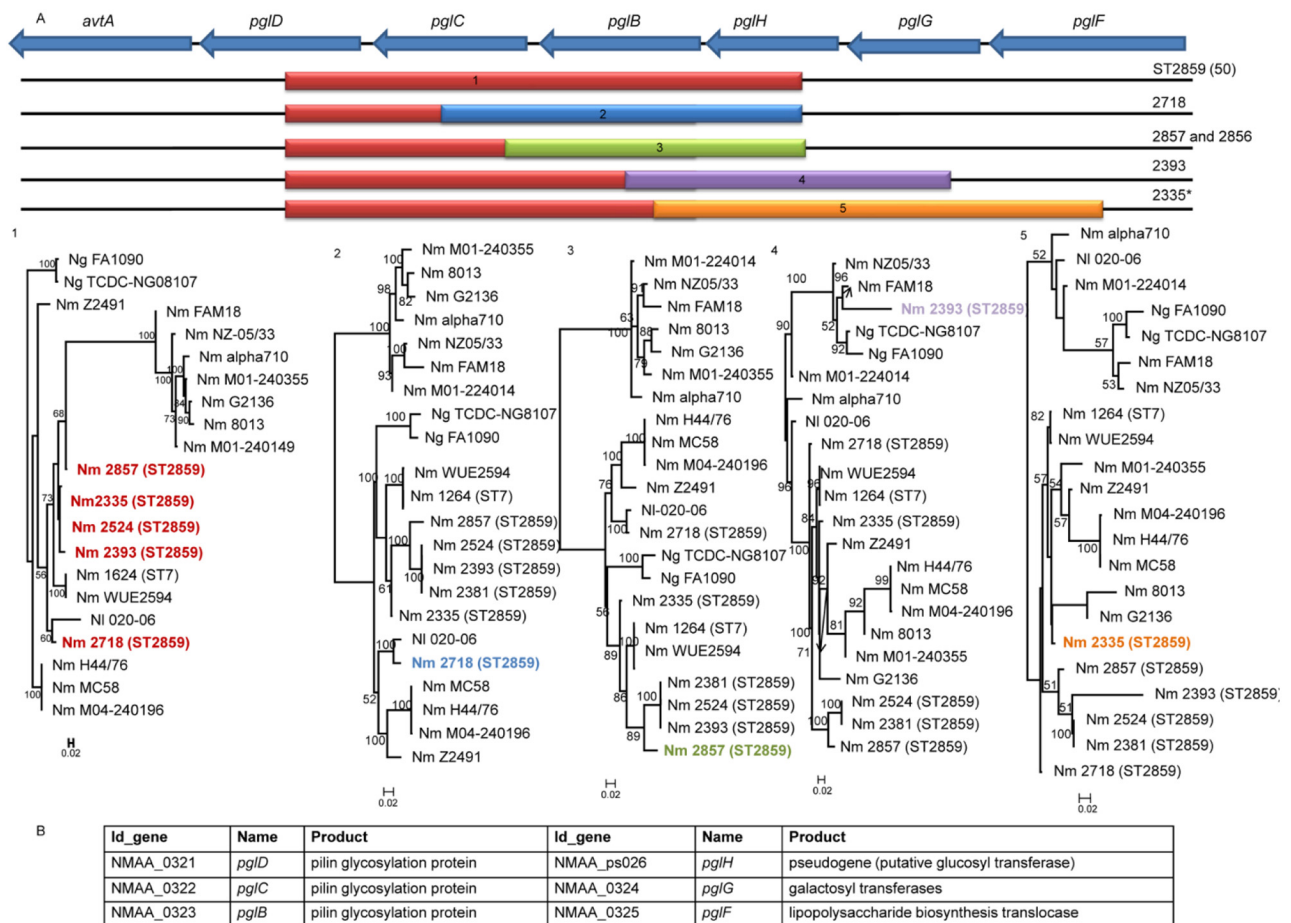 A
avtA pglD pglC pglB pglH pglG pglF
1 ST2859 (50)
2 2718
3 2857 and 2856
4 2393
5 2335*
1
Ng FA1090
100
Ng TCDC-NG08107
Nm Z2491
Nm FAM18
100
Nm NZ-05/33
Nm alpha710
100
100
Nm M01-240355
84
Nm G2136
68
73
90
Nm 8013
Nm M01-240149
Nm 2857 (ST2859)
73
Nm2335 (ST2859)
Nm 2524 (ST2859)
Nm 2393 (ST2859)
56
Nm 1624 (ST7)
100
Nm WUE2594
Nl 020-06
60
Nm 2718 (ST2859)
Nm H44/76
Nm MC58
100
Nm M04-240196
0.02
2
Nm M01-240355
Nm 8013
98
82
Nm G2136
100
Nm alpha710
Nm NZ05/33
100
Nm FAM18
93
Nm M01-224014
100
Ng TCDC-NG8107
Ng FA1090
Nm WUE2594
100
100
Nm 1264 (ST7)
Nm 2857 (ST2859)
Nm 2524 (ST2859)
100
100
Nm 2393 (ST2859)
61
Nm 2381 (ST2859)
Nm 2335 (ST2859)
Nl 020-06
100
Nm 2718 (ST2859)
52
Nm MC58
Nm H44/76
Nm M04-240196
100
Nm Z2491
0.02
3
Nm M01-224014
Nm NZ05/33
91
Nm FAM18
63
100
Nm 8013
88
Nm G2136
79
Nm M01-240355
Nm alpha710
Nm H44/76
100
Nm MC58
100
Nm M04-240196
76
Nm Z2491
Nl-020-06
100
Nm 2718 (ST2859)
100
Ng TCDC-NG8107
Ng FA1090
56
Nm 2335 (ST2859)
Nm 1264 (ST7)
100
89
Nm WUE2594
86
Nm 2381 (ST2859)
100
Nm 2524 (ST2859)
Nm 2393 (ST2859)
89
Nm 2857 (ST2859)
0.02
4
Nm NZ05/33
100
96
Nm FAM18
Nm 2393 (ST2859)
52
Ng TCDC-NG8107
90
92
Ng FA1090
Nm M01-224014
Nm alpha710
Nl 020-06
Nm 2718 (ST2859)
96
Nm WUE2594
96
Nm 1264 (ST7)
84
Nm 2335 (ST2859)
100
Nm Z2491
Nm H44/76
92
99
Nm MC58
92
Nm M04-240196
81
Nm 8013
100
71
Nm M01-240355
Nm G2136
Nm 2524 (ST2859)
100
Nm 2381 (ST2859)
Nm 2857 (ST2859)
0.02
5
Nm alpha710
52
Nl 020-06
Nm M01-224014
100
Ng FA1090
Ng TCDC-NG8107
57
Nm FAM18
53
Nm NZ05/33
82
Nm 1264 (ST7)
Nm WUE2594
57
Nm M01-240355
54
Nm Z2491
57
Nm M04-240196
Nm H44/76
100
Nm MC58
Nm 8013
Nm G2136
Nm 2335 (ST2859)
Nm 2857 (ST2859)
51
Nm 2393 (ST2859)
51
Nm 2524 (ST2859)
100
Nm 2381 (ST2859)
Nm 2718 (ST2859)
0.02
B
Id_gene Name Product Id_gene Name Product
NMAA_0321 pglD pilin glycosylation protein NMAA_ps026 pglH pseudogene (putative glucosyl transferase)
NMAA_0322 pglC pilin glycosylation protein NMAA_0324 pglG galactosyl transferases
NMAA_0323 pglB pilin glycosylation protein NMAA_0325 pglF lipopolysaccharide biosynthesis translocase